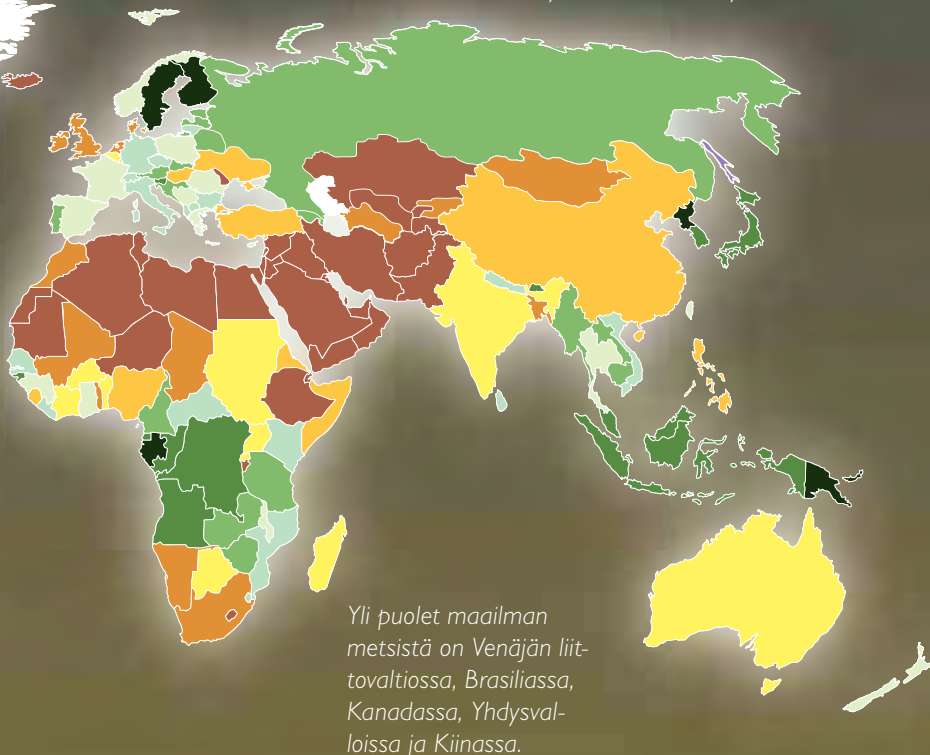 Yli puolet maailman
metsistä on Venäjän liit-
tovaltiossa, Brasiliassa,
Kanadassa, Yhdysval-
loissa ja Kiinassa.